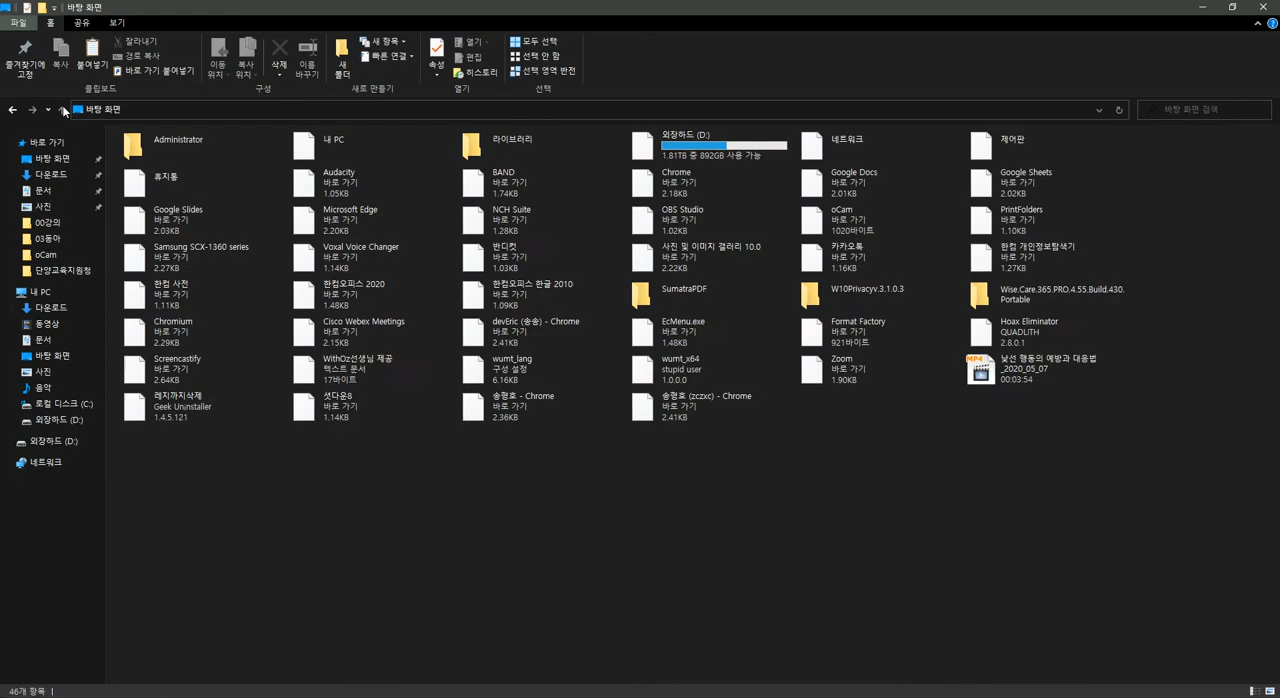 바탕 화면
파일
홈
공유
보기
즐겨찾기에
고정
복사
붙여넣기
잘라내기
경로 복사
바로 가기 붙여넣기
클립보드
이동
위치
복사
위치
삭제
이름
바꾸기
구성
새
폴더
새 항목
빠른 연결
새로 만들기
속성
열기
편집
히스토리
열기
모두 선택
선택 안 함
선택 영역 반전
선택
바탕 화면
바탕 화면 검색
바로 가기
바탕 화면
다운로드
문서
사진
00강의
03동아
oCam
단양교육지원청
내 PC
다운로드
동영상
문서
바탕 화면
사진
음악
로컬 디스크 (C:)
외장하드 (D:)
외장하드 (D:)
네트워크
Administrator
내 PC
라이브러리
외장하드 (D:)
1.81TB 중 892GB 사용 가능
네트워크
제어판
휴지통
Audacity
바로 가기
1.05KB
BAND
바로 가기
1.74KB
Chrome
바로 가기
2.18KB
Google Docs
바로 가기
2.01KB
Google Sheets
바로 가기
2.02KB
Google Slides
바로 가기
2.03KB
Microsoft Edge
바로 가기
2.20KB
NCH Suite
바로 가기
1.28KB
OBS Studio
바로 가기
1.02KB
oCam
바로 가기
1020바이트
PrintFolders
바로 가기
1.10KB
Samsung SCX-1360 series
바로 가기
2.27KB
Voxal Voice Changer
바로 가기
1.14KB
반디컷
바로 가기
1.03KB
사진 및 이미지 갤러리 10.0
바로 가기
2.22KB
카카오톡
바로 가기
1.16KB
한컴 개인정보탐색기
바로 가기
1.27KB
한컴 사전
바로 가기
1.11KB
한컴오피스 2020
바로 가기
1.48KB
한컴오피스 한글 2010
바로 가기
1.09KB
SumatraPDF
W10Privacyv.3.1.0.3
Wise.Care.365.PRO.4.55.Build.430.
Portable
Chromium
바로 가기
2.29KB
Cisco Webex Meetings
바로 가기
2.15KB
devEric (송송) - Chrome
바로 가기
2.41KB
EcMenu.exe
바로 가기
1.48KB
Format Factory
바로 가기
921바이트
Hoax Eliminator
QUADLITH
2.8.0.1
Screencastify
바로 가기
2.64KB
WithOz선생님 제공
텍스트 문서
17바이트
wumt_lang
구성 설정
6.16KB
wumt_x64
stupid user
1.0.0.0
Zoom
바로 가기
1.90KB
MP4
낯선 행동의 예방과 대응법
_2020_05_07
00:03:54
레지까지삭제
Geek Uninstaller
1.4.5.121
셧다운8
바로 가기
1.14KB
송형호 - Chrome
바로 가기
2.36KB
송형호 (zczxc) - Chrome
바로 가기
2.41KB
46개 항목